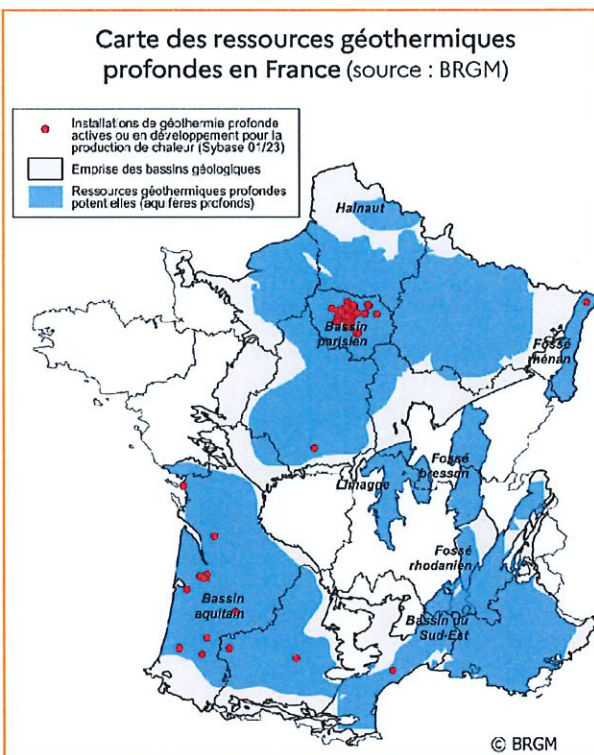 Carte des ressources géothermiques
profondes en France (source : BRGM)
Installations de géothermie profonde
actives ou en développement pour la
production de chaleur (Sybase 01/23)
Emprise des bassins géologiques
Ressources géothermiques profondes
potentielles (aqu fères profonds)
Hainaut
Bassin
parisien
Fossé
rhénan
Fossé
bressan
Limagne
Fossé
rhodanien
Bassin
aquitain
Bassin du
Sud-Est
© BRGM